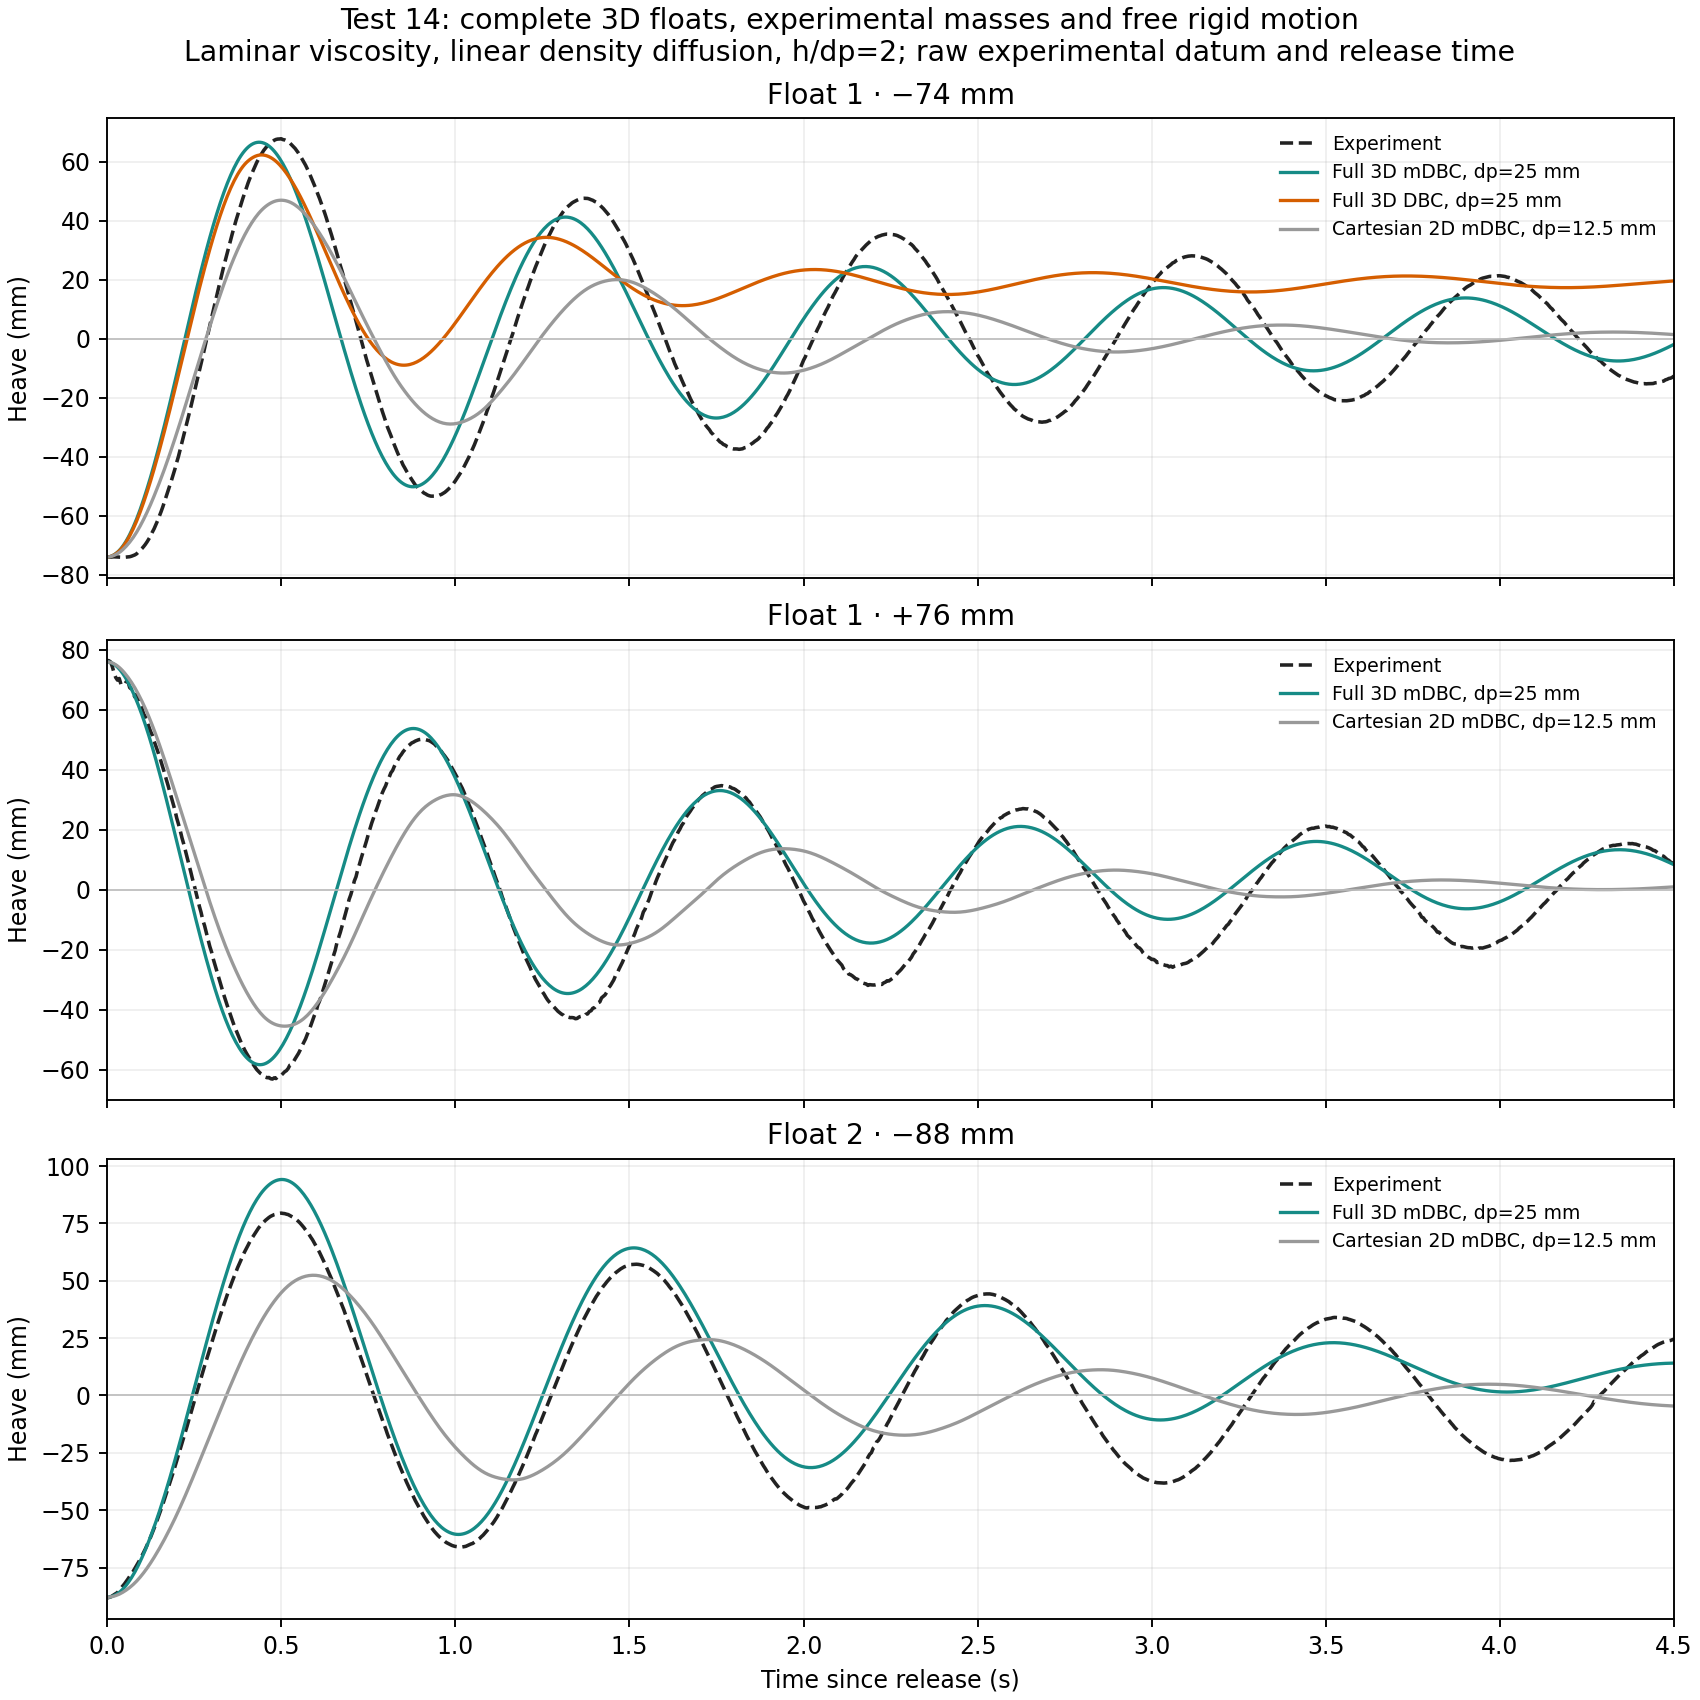 Test 14: complete 3D floats, experimental masses and free rigid motion
Laminar viscosity, linear density diffusion, h/dp=2; raw experimental datum and release time
Float 1 · −74 mm
Heave (mm)
60
40
20
0
−20
−40
−60
−80
Experiment
Full 3D mDBC, dp=25 mm
Full 3D DBC, dp=25 mm
Cartesian 2D mDBC, dp=12.5 mm
Float 1 · +76 mm
Heave (mm)
80
60
40
20
0
−20
−40
−60
Experiment
Full 3D mDBC, dp=25 mm
Cartesian 2D mDBC, dp=12.5 mm
Float 2 · −88 mm
Heave (mm)
100
75
50
25
0
−25
−50
−75
Experiment
Full 3D mDBC, dp=25 mm
Cartesian 2D mDBC, dp=12.5 mm
0.0 0.5 1.0 1.5 2.0 2.5 3.0 3.5 4.0 4.5
Time since release (s)